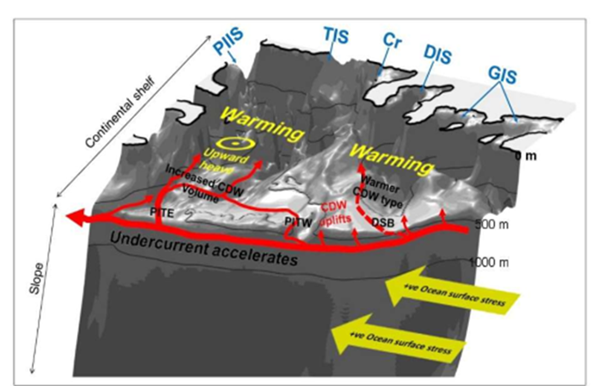 PIIS
TIS
Cr
DIS
GIS
Continental shelf
Warming
Upward
heave
Warming
0 m
Increased CDW
Volume
Warmer
CDW type
PITE
PITW
CDW
uplifts
DSB
500 m
Undercurrent accelerates
1000 m
Slope
+ve Ocean surface stress
+ve Ocean surface stress